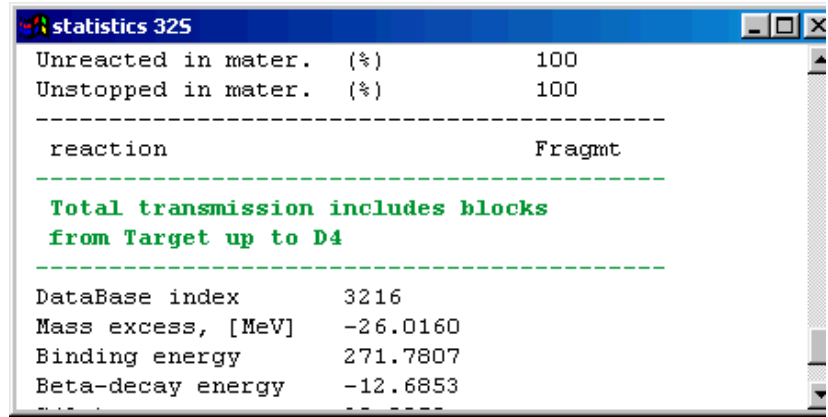 statistics 32S
Unreacted in mater. (%) 100
Unstopped in mater. (%) 100
-------------------------------------------
reaction Fragmt
-------------------------------------------
Total transmission includes blocks
from Target up to D4
-------------------------------------------
DataBase index 3216
Mass excess, [MeV] -26.0160
Binding energy 271.7807
Beta-decay energy -12.6853